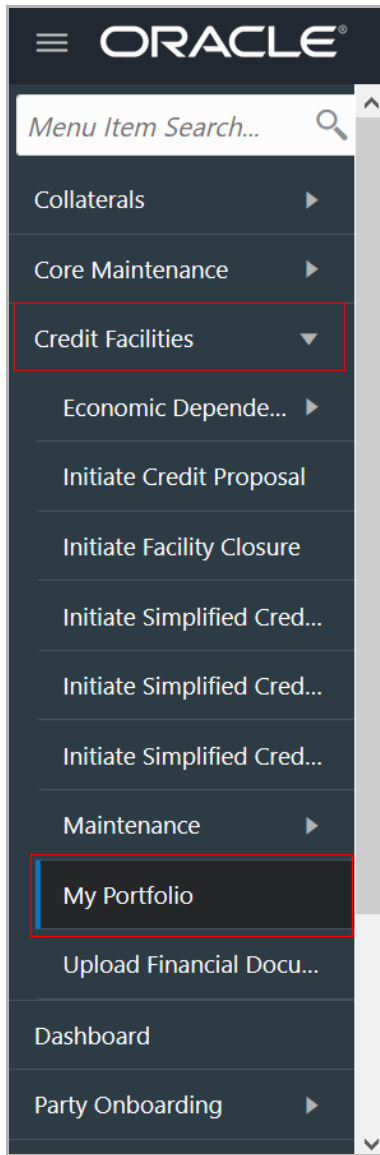 ORACLE®
Menu Item Search...
Collaterals
Core Maintenance
Credit Facilities
Economic Depende...
Initiate Credit Proposal
Initiate Facility Closure
Initiate Simplified Cred...
Initiate Simplified Cred...
Initiate Simplified Cred...
Maintenance
My Portfolio
Upload Financial Docu...
Dashboard
Party Onboarding